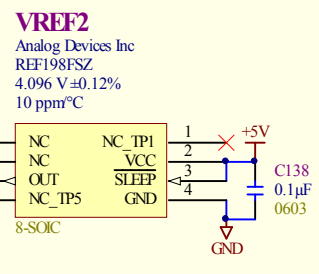 VREF2
Analog Devices Inc
REF198FSZ
4.096 V ±0.12%
10 ppm/°C
NC NC_TP1 1 +5V
NC VCC 2
OUT SLEEP 3 C138
NC_TP5 GND 4 0.1µF
0603
8-SOIC
GND